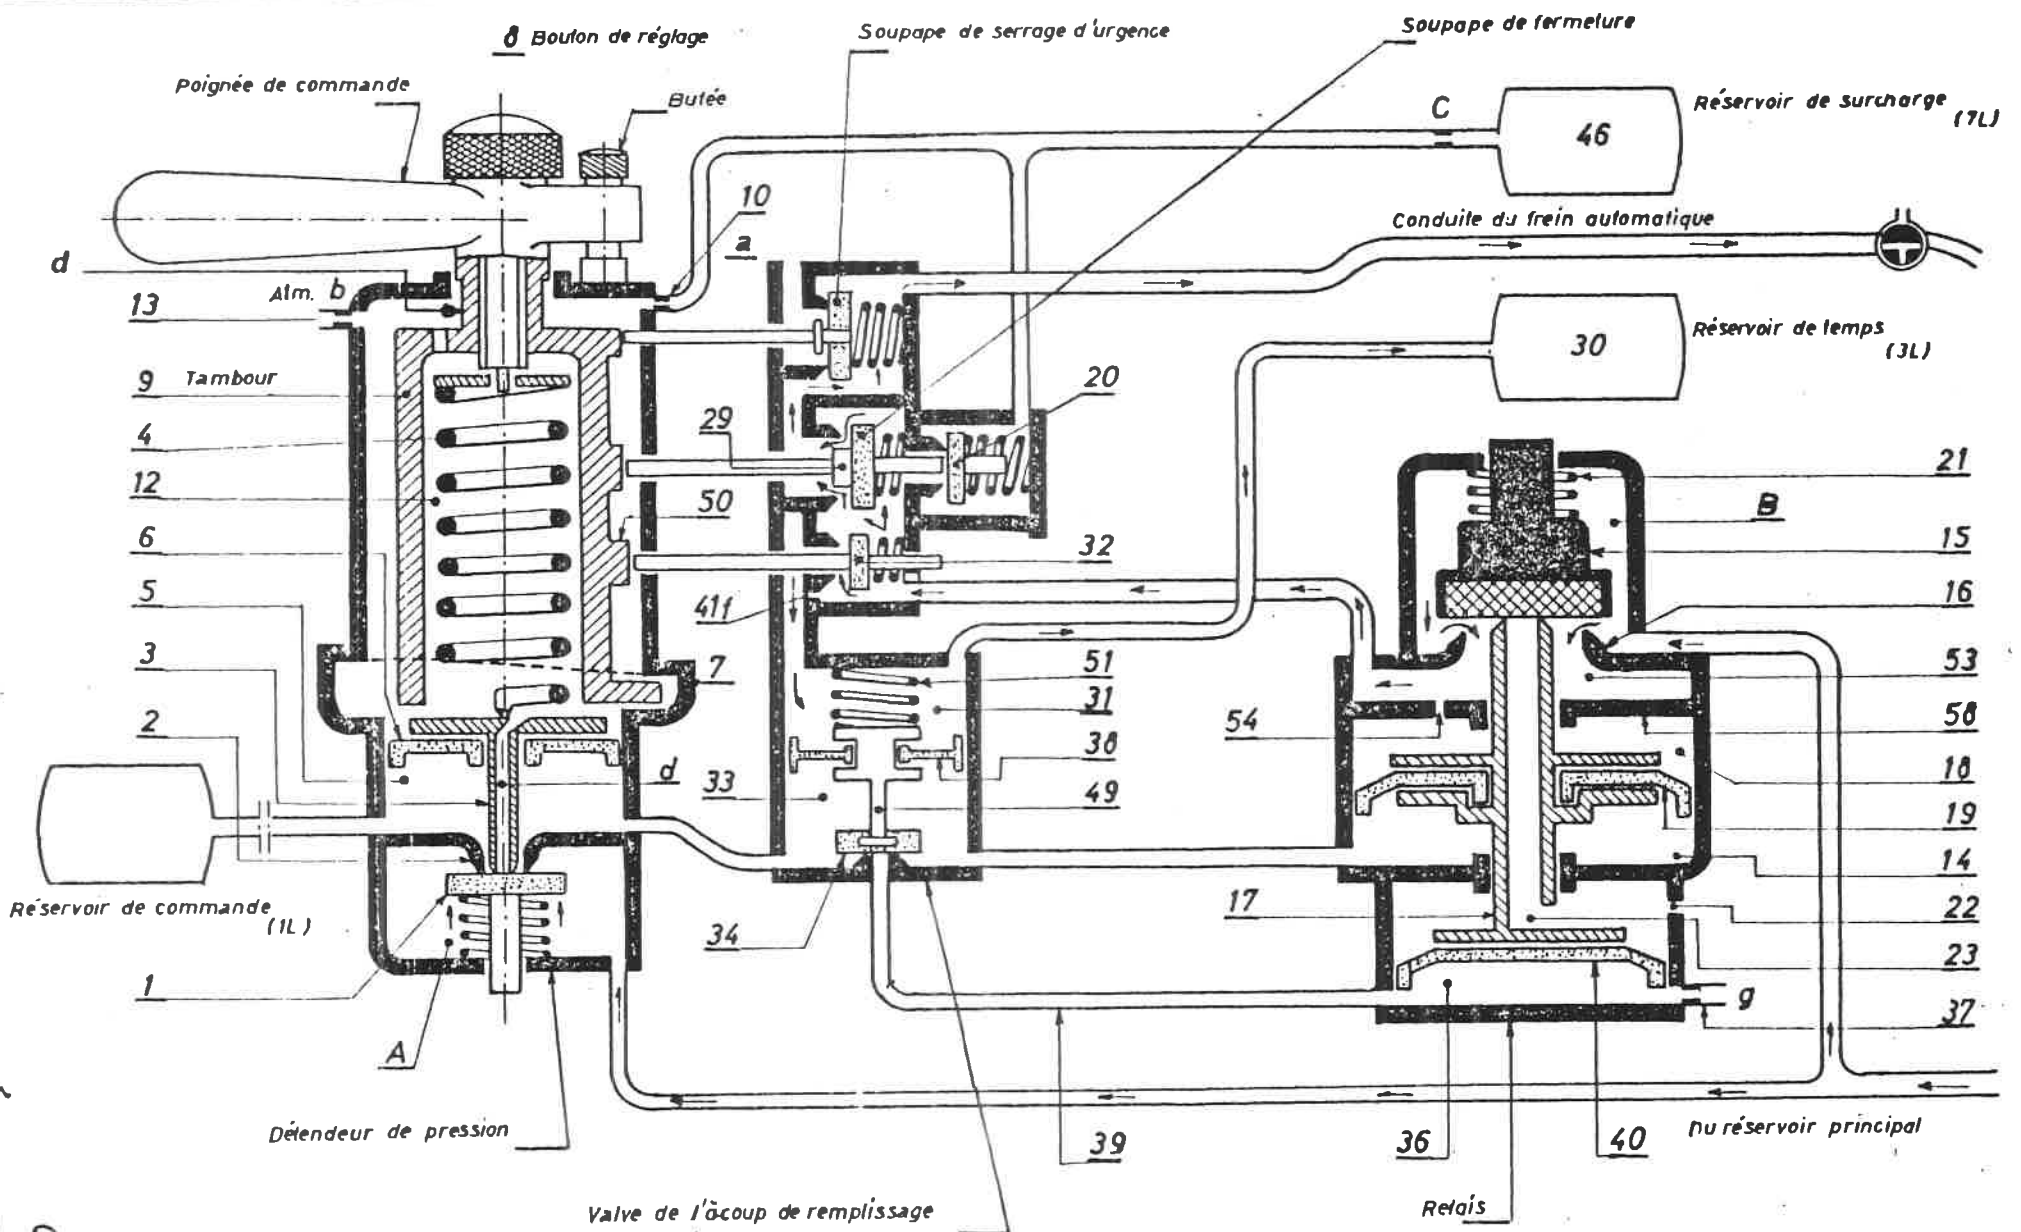 8 Bouton de réglage
Soupape de serrage d'urgence
Soupape de fermeture
Poignée de commande
Butée
C
46
Réservoir de surcharge
(7L)
10
a
Conduite du frein automatique
d
Atm. b
13
30
Réservoir de temps
(3L)
9 Tambour
20
4
29
12
50
21
B
6
32
15
5
41f
16
3
7
51
53
2
31
54
58
d
38
18
33
49
19
14
Réservoir de commande
(1L)
34
17
22
23
1
36
g
37
A
Détendeur de pression
39
40
Du réservoir principal
Valve de l'àcoup de remplissage
Relais